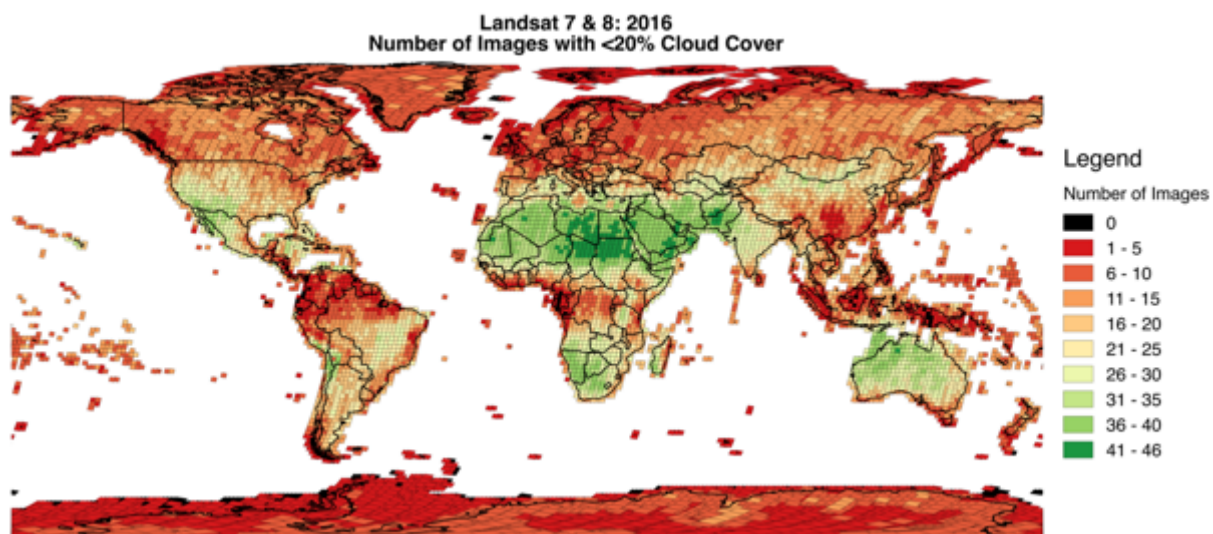 Landsat 7 & 8: 2016
Number of Images with <20% Cloud Cover
Legend
Number of Images
0
1 - 5
6 - 10
11 - 15
16 - 20
21 - 25
26 - 30
31 - 35
36 - 40
41 - 46